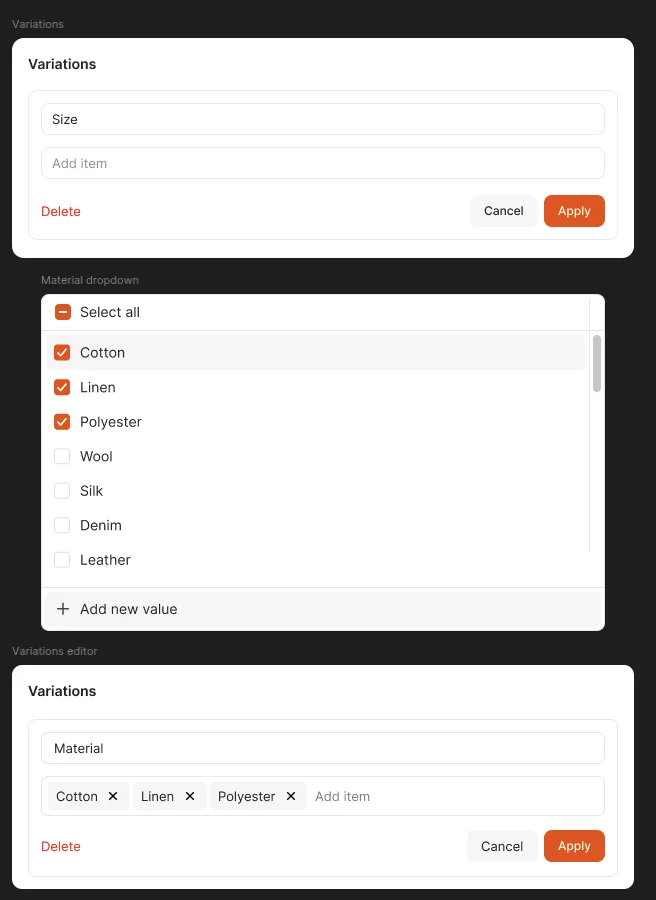 Variations
Variations
Size
Add item
Delete Cancel Apply
Material dropdown
Select all
Cotton
Linen
Polyester
Wool
Silk
Denim
Leather
Add new value
Variations editor
Variations
Material
Cotton Linen Polyester Add item
Delete Cancel Apply